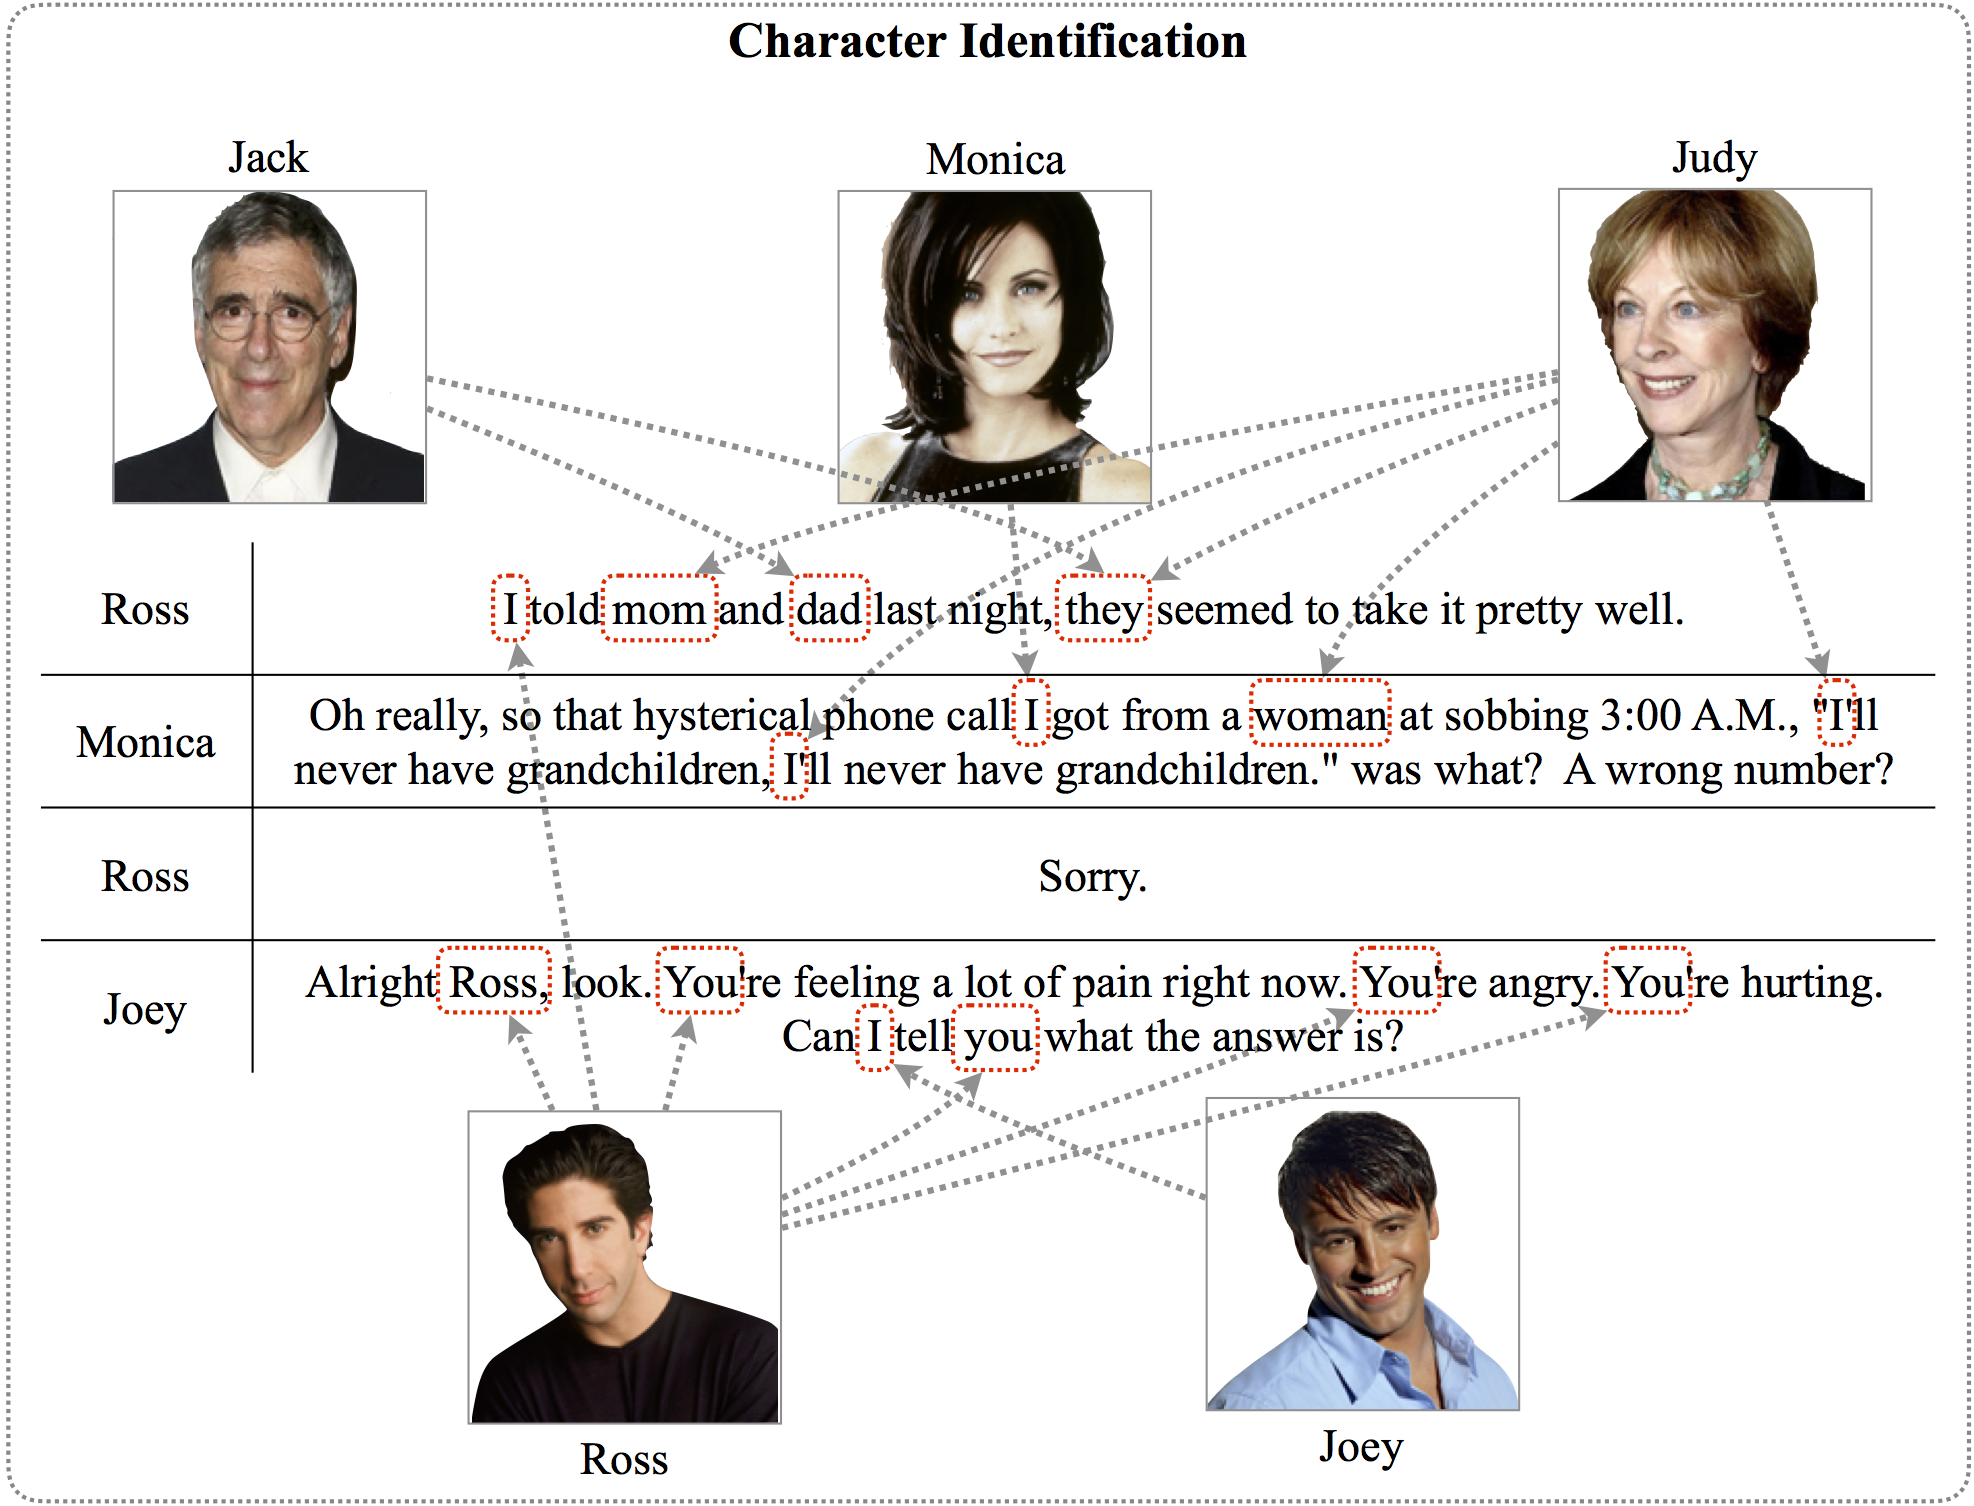 Character Identification
Jack
Monica
Judy
Ross
I told mom and dad last night, they seemed to take it pretty well.
Monica
Oh really, so that hysterical phone call I got from a woman at sobbing 3:00 A.M., "I'll
never have grandchildren, I'll never have grandchildren." was what? A wrong number?
Ross
Sorry.
Joey
Alright Ross, look. You're feeling a lot of pain right now. You're angry. You're hurting.
Can I tell you what the answer is?
Ross
Joey